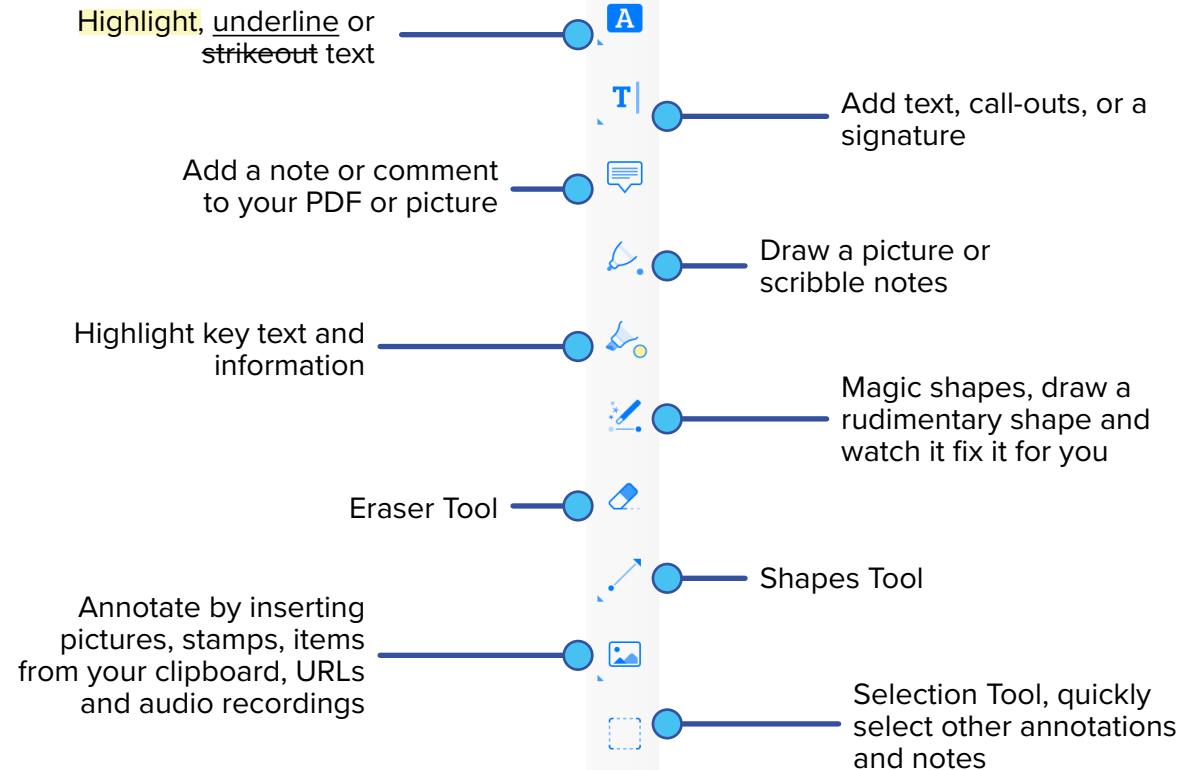 Highlight, underline or
strikeout text
A
T
Add text, call-outs, or a
signature
Add a note or comment
to your PDF or picture
Draw a picture or
scribble notes
Highlight key text and
information
Magic shapes, draw a
rudimentary shape and
watch it fix it for you
Eraser Tool
Shapes Tool
Annotate by inserting
pictures, stamps, items
from your clipboard, URLs
and audio recordings
Selection Tool, quickly
select other annotations
and notes